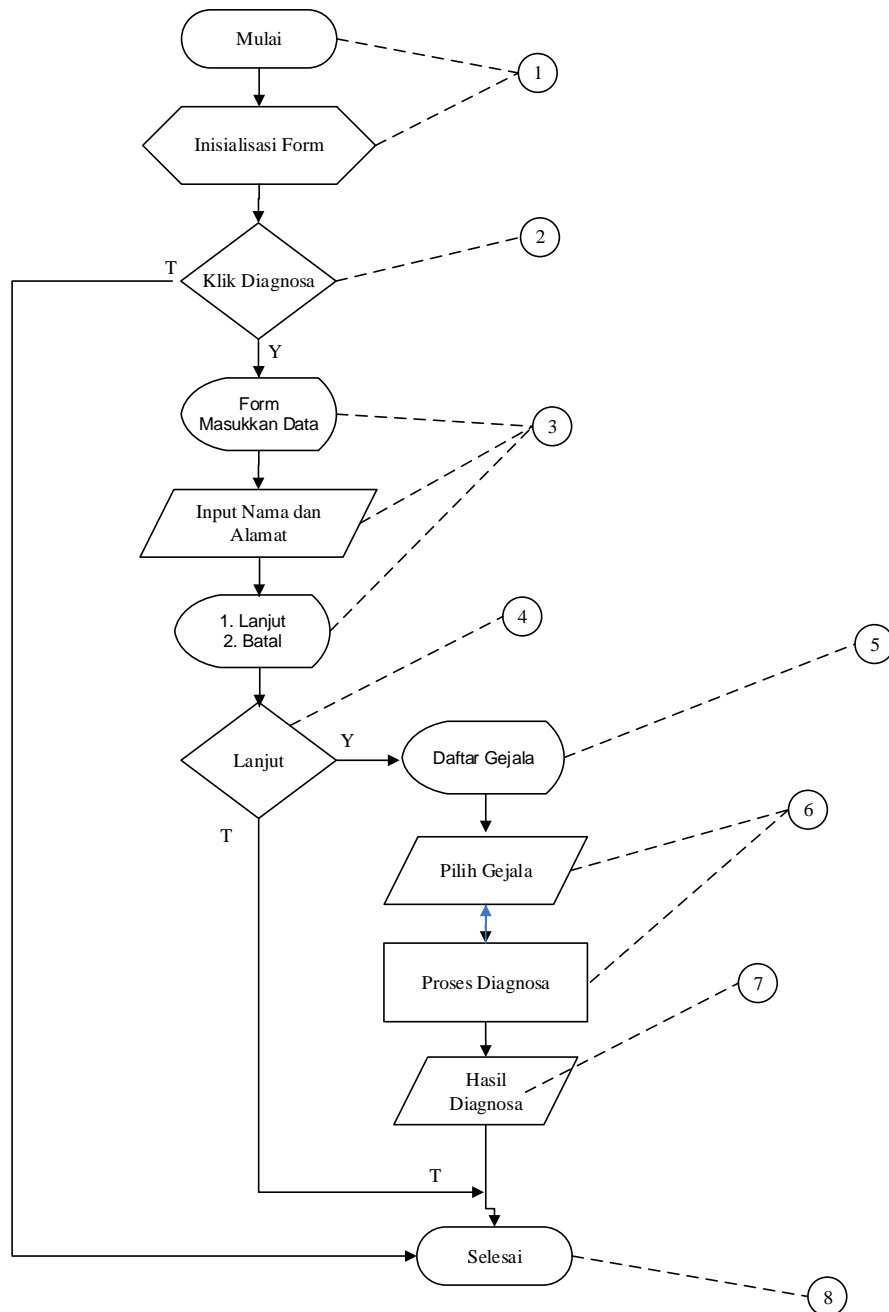 Mulai
1
Inisialisasi Form
2
T
Klik Diagnosa
Y
Form
Masukkan Data
3
Input Nama dan
Alamat
1. Lanjut
2. Batal
4
5
Y
Lanjut
Daftar Gejala
T
6
Pilih Gejala
Proses Diagnosa
7
Hasil
Diagnosa
T
Selesai
8